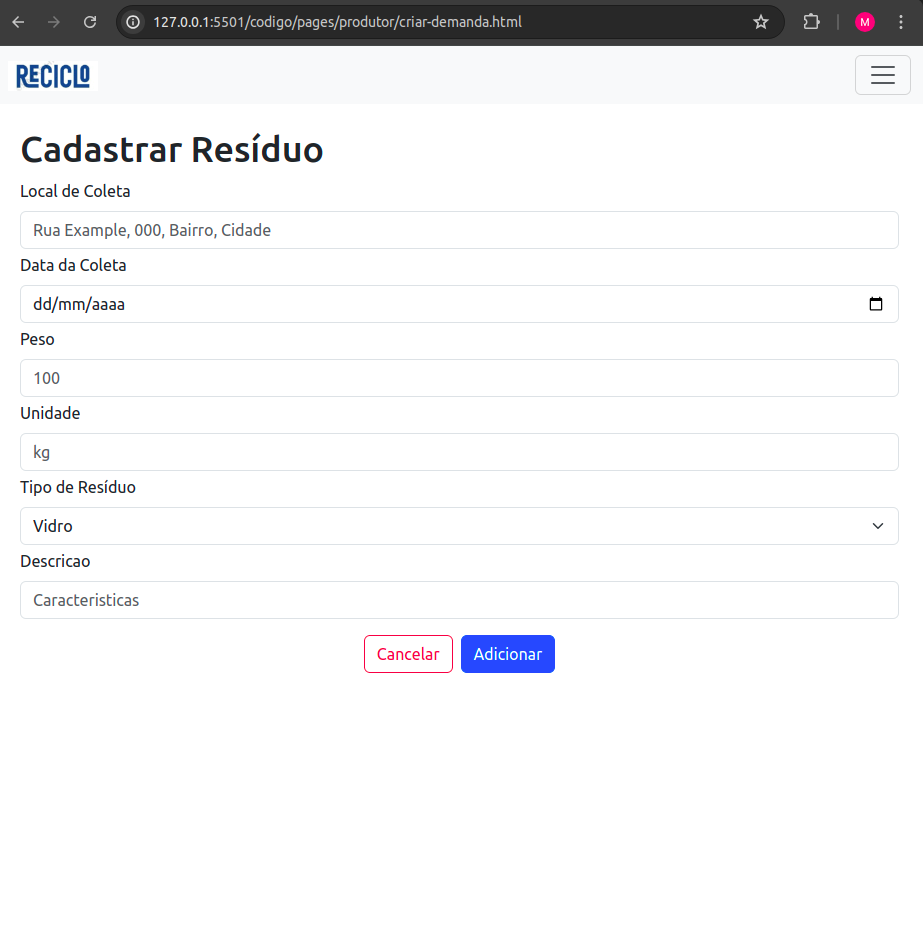 127.0.0.1:5501/codigo/pages/produtor/criar-demanda.html
M
RECICLO
Cadastrar Resíduo
Local de Coleta
Rua Example, 000, Bairro, Cidade
Data da Coleta
dd/mm/aaaa
Peso
100
Unidade
kg
Tipo de Resíduo
Vidro
Descricao
Caracteristicas
Cancelar Adicionar